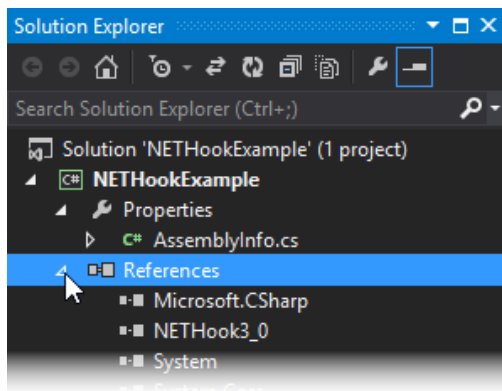 Solution Explorer
Search Solution Explorer (Ctrl+;)
Solution 'NETHookExample' (1 project)
C# NETHookExample
Properties
C# AssemblyInfo.cs
References
Microsoft.CSharp
NETHook3_0
System